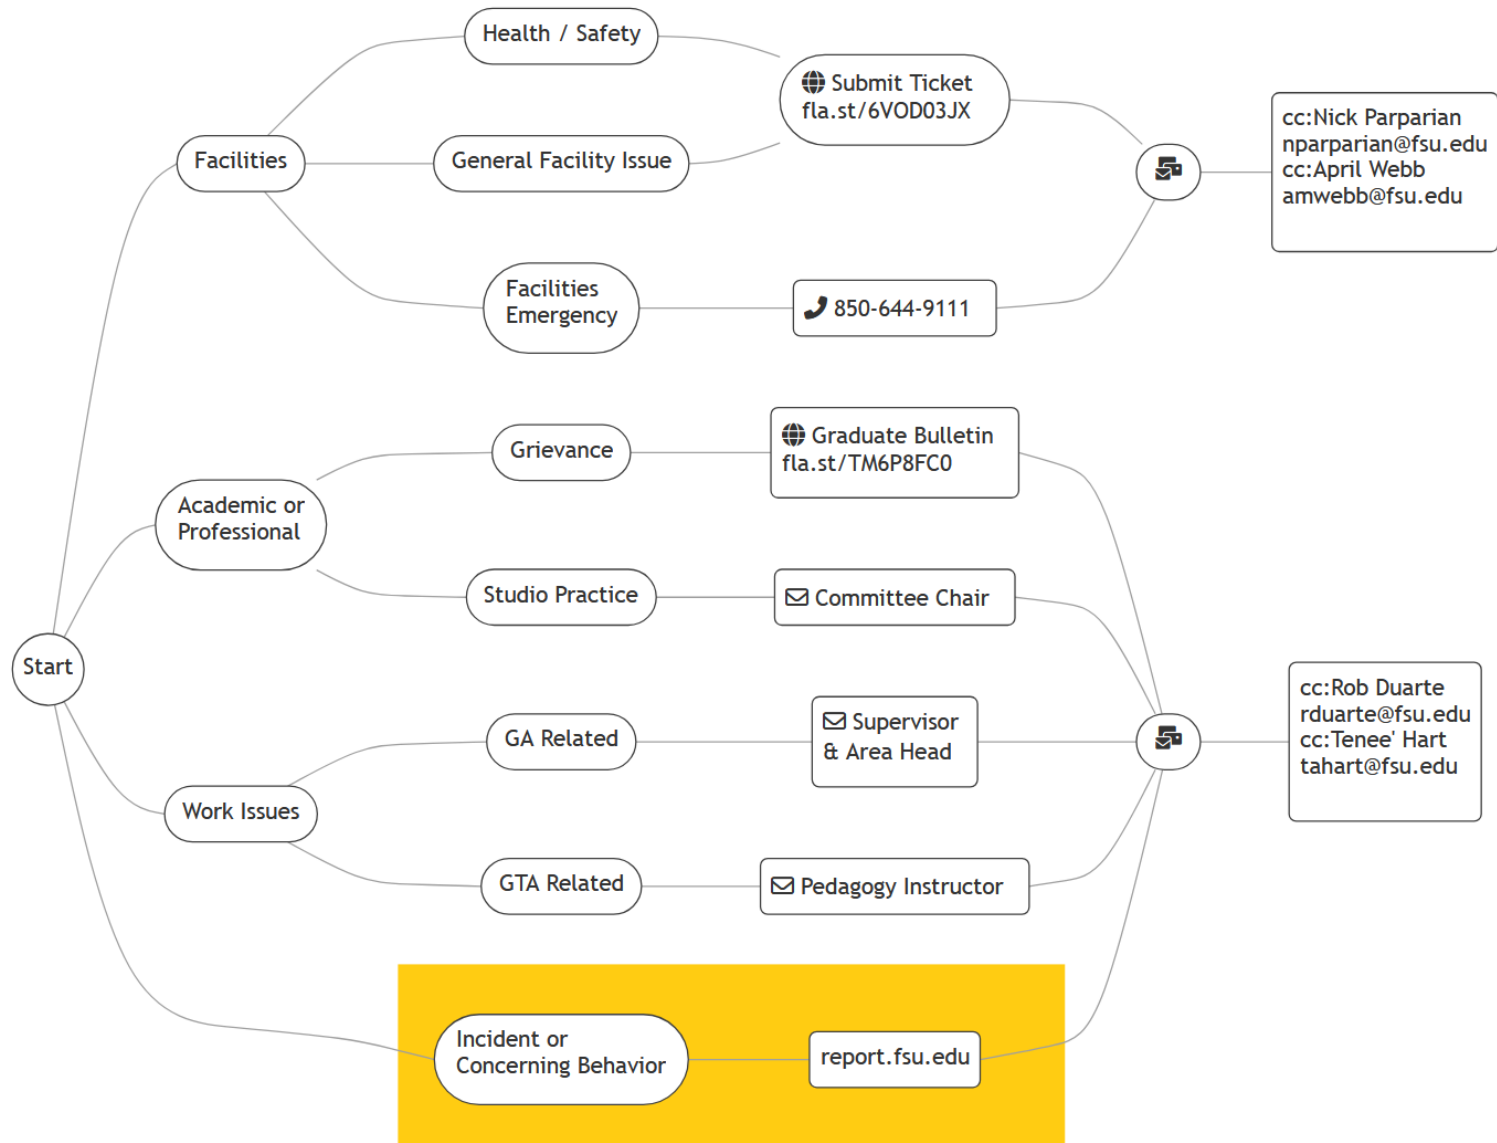 Health / Safety
Submit Ticket
fla.st/6VOD03JX
cc:Nick Parparian
nparparian@fsu.edu
cc:April Webb
amwebb@fsu.edu
Facilities
General Facility Issue
Facilities
Emergency
850-644-9111
Grievance
Graduate Bulletin
fla.st/TM6P8FC0
Academic or
Professional
Studio Practice
Committee Chair
Start
cc:Rob Duarte
rduarte@fsu.edu
cc:Tenee' Hart
tahart@fsu.edu
GA Related
Supervisor
& Area Head
Work Issues
GTA Related
Pedagogy Instructor
Incident or
Concerning Behavior
report.fsu.edu